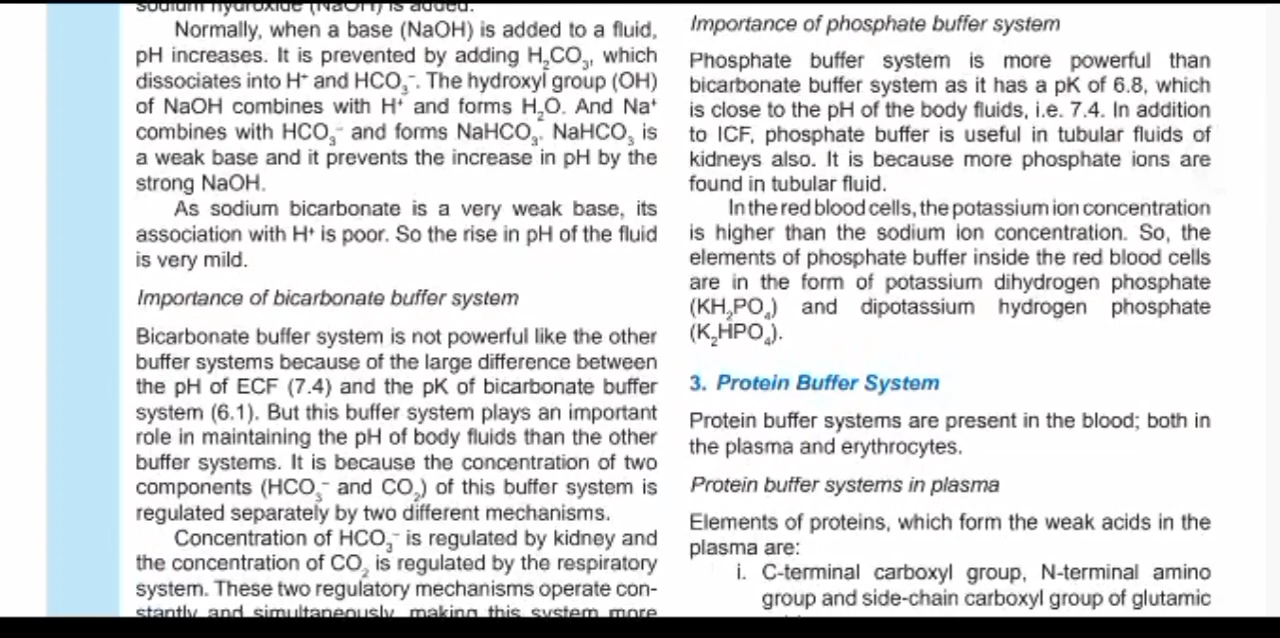 sodium hydroxide (NaOH) is added.
Normally, when a base (NaOH) is added to a fluid,
pH increases. It is prevented by adding H₂CO₃, which
dissociates into H⁺ and HCO₃⁻. The hydroxyl group (OH)
of NaOH combines with H⁺ and forms H₂O. And Na⁺
combines with HCO₃⁻ and forms NaHCO₃. NaHCO₃ is
a weak base and it prevents the increase in pH by the
strong NaOH.
As sodium bicarbonate is a very weak base, its
association with H⁺ is poor. So the rise in pH of the fluid
is very mild.
Importance of bicarbonate buffer system
Bicarbonate buffer system is not powerful like the other
buffer systems because of the large difference between
the pH of ECF (7.4) and the pK of bicarbonate buffer
system (6.1). But this buffer system plays an important
role in maintaining the pH of body fluids than the other
buffer systems. It is because the concentration of two
components (HCO₃⁻ and CO₂) of this buffer system is
regulated separately by two different mechanisms.
Concentration of HCO₃⁻ is regulated by kidney and
the concentration of CO₂ is regulated by the respiratory
system. These two regulatory mechanisms operate con-
stantly and simultaneously, making this system more
Importance of phosphate buffer system
Phosphate buffer system is more powerful than
bicarbonate buffer system as it has a pK of 6.8, which
is close to the pH of the body fluids, i.e. 7.4. In addition
to ICF, phosphate buffer is useful in tubular fluids of
kidneys also. It is because more phosphate ions are
found in tubular fluid.
In the red blood cells, the potassium ion concentration
is higher than the sodium ion concentration. So, the
elements of phosphate buffer inside the red blood cells
are in the form of potassium dihydrogen phosphate
(KH₂PO₄) and dipotassium hydrogen phosphate
(K₂HPO₄).
3. Protein Buffer System
Protein buffer systems are present in the blood; both in
the plasma and erythrocytes.
Protein buffer systems in plasma
Elements of proteins, which form the weak acids in the
plasma are:
i. C-terminal carboxyl group, N-terminal amino
group and side-chain carboxyl group of glutamic